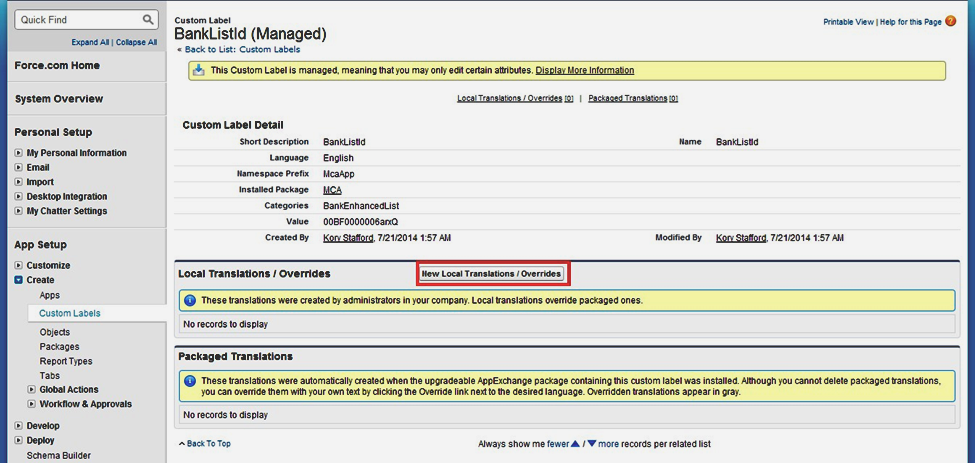 Quick Find
Expand All | Collapse All
Force.com Home
System Overview
Personal Setup
My Personal Information
Email
Import
Desktop Integration
My Chatter Settings
App Setup
Customize
Create
Apps
Custom Labels
Objects
Packages
Report Types
Tabs
Global Actions
Workflow & Approvals
Develop
Deploy
Schema Builder
Custom Label
BankListId (Managed)
« Back to List: Custom Labels
Printable View | Help for this Page ?
This Custom Label is managed, meaning that you may only edit certain attributes. Display More Information
Local Translations / Overrides [0] | Packaged Translations [0]
Custom Label Detail
Short Description BankListId Name BankListId
Language English
Namespace Prefix McaApp
Installed Package MCA
Categories BankEnhancedList
Value 00BF0000006arxQ
Created By Kory Stafford, 7/21/2014 1:57 AM Modified By Kory Stafford, 7/21/2014 1:57 AM
Local Translations / Overrides New Local Translations / Overrides
These translations were created by administrators in your company. Local translations override packaged ones.
No records to display
Packaged Translations
These translations were automatically created when the upgradeable AppExchange package containing this custom label was installed. Although you cannot delete packaged translations,
you can override them with your own text by clicking the Override link next to the desired language. Overridden translations appear in gray.
No records to display
Back To Top Always show me fewer / more records per related list